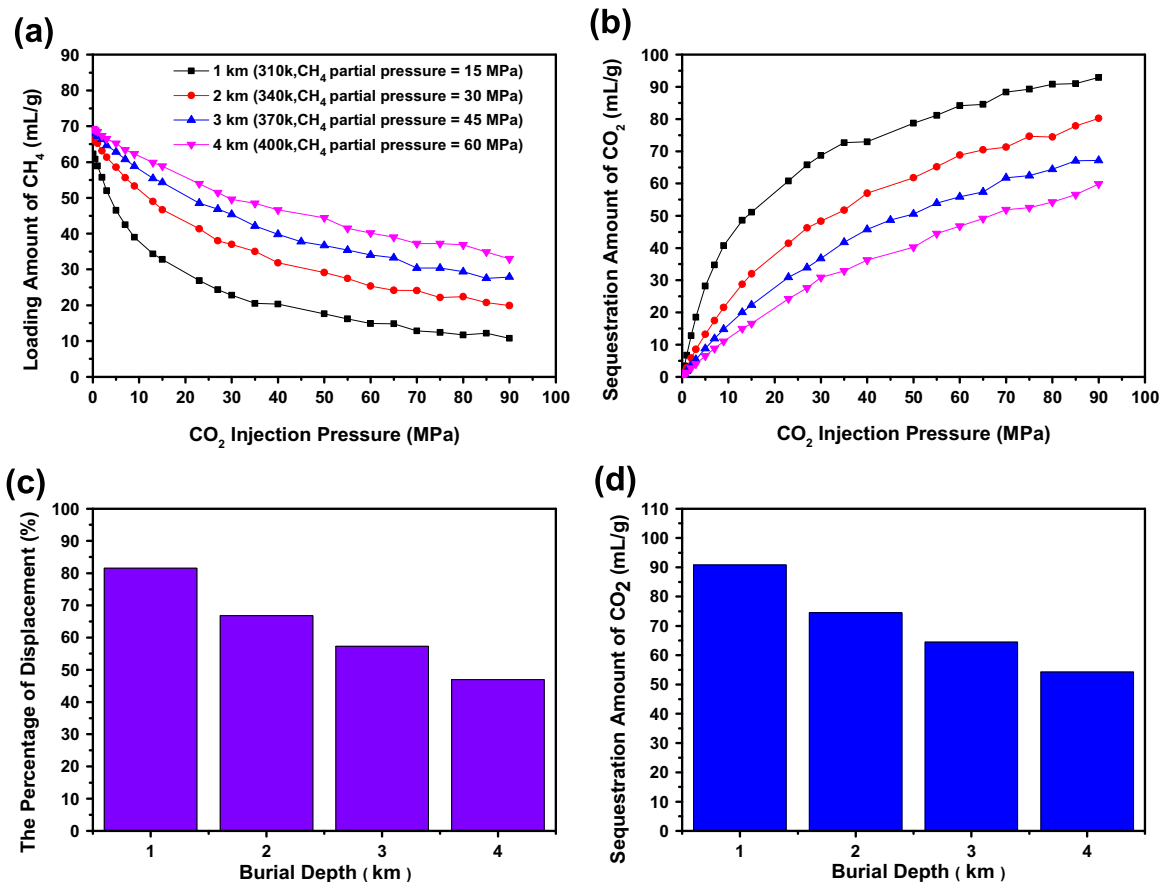 (a)
90
80
70
60
50
40
30
20
10
0
Loading Amount of CH₄ (mL/g)
1 km (310k,CH₄ partial pressure = 15 MPa)
2 km (340k,CH₄ partial pressure = 30 MPa)
3 km (370k,CH₄ partial pressure = 45 MPa)
4 km (400k,CH₄ partial pressure = 60 MPa)
0 10 20 30 40 50 60 70 80 90 100
CO₂ Injection Pressure (MPa)
(b)
100
90
80
70
60
50
40
30
20
10
0
Sequestration Amount of CO₂ (mL/g)
0 10 20 30 40 50 60 70 80 90 100
CO₂ Injection Pressure (MPa)
(c)
100
90
80
70
60
50
40
30
20
10
0
The Percentage of Displacement (%)
1 2 3 4
Burial Depth ( km )
(d)
110
100
90
80
70
60
50
40
30
20
10
0
Sequestration Amount of CO2 (mL/g)
1 2 3 4
Burial Depth ( km )